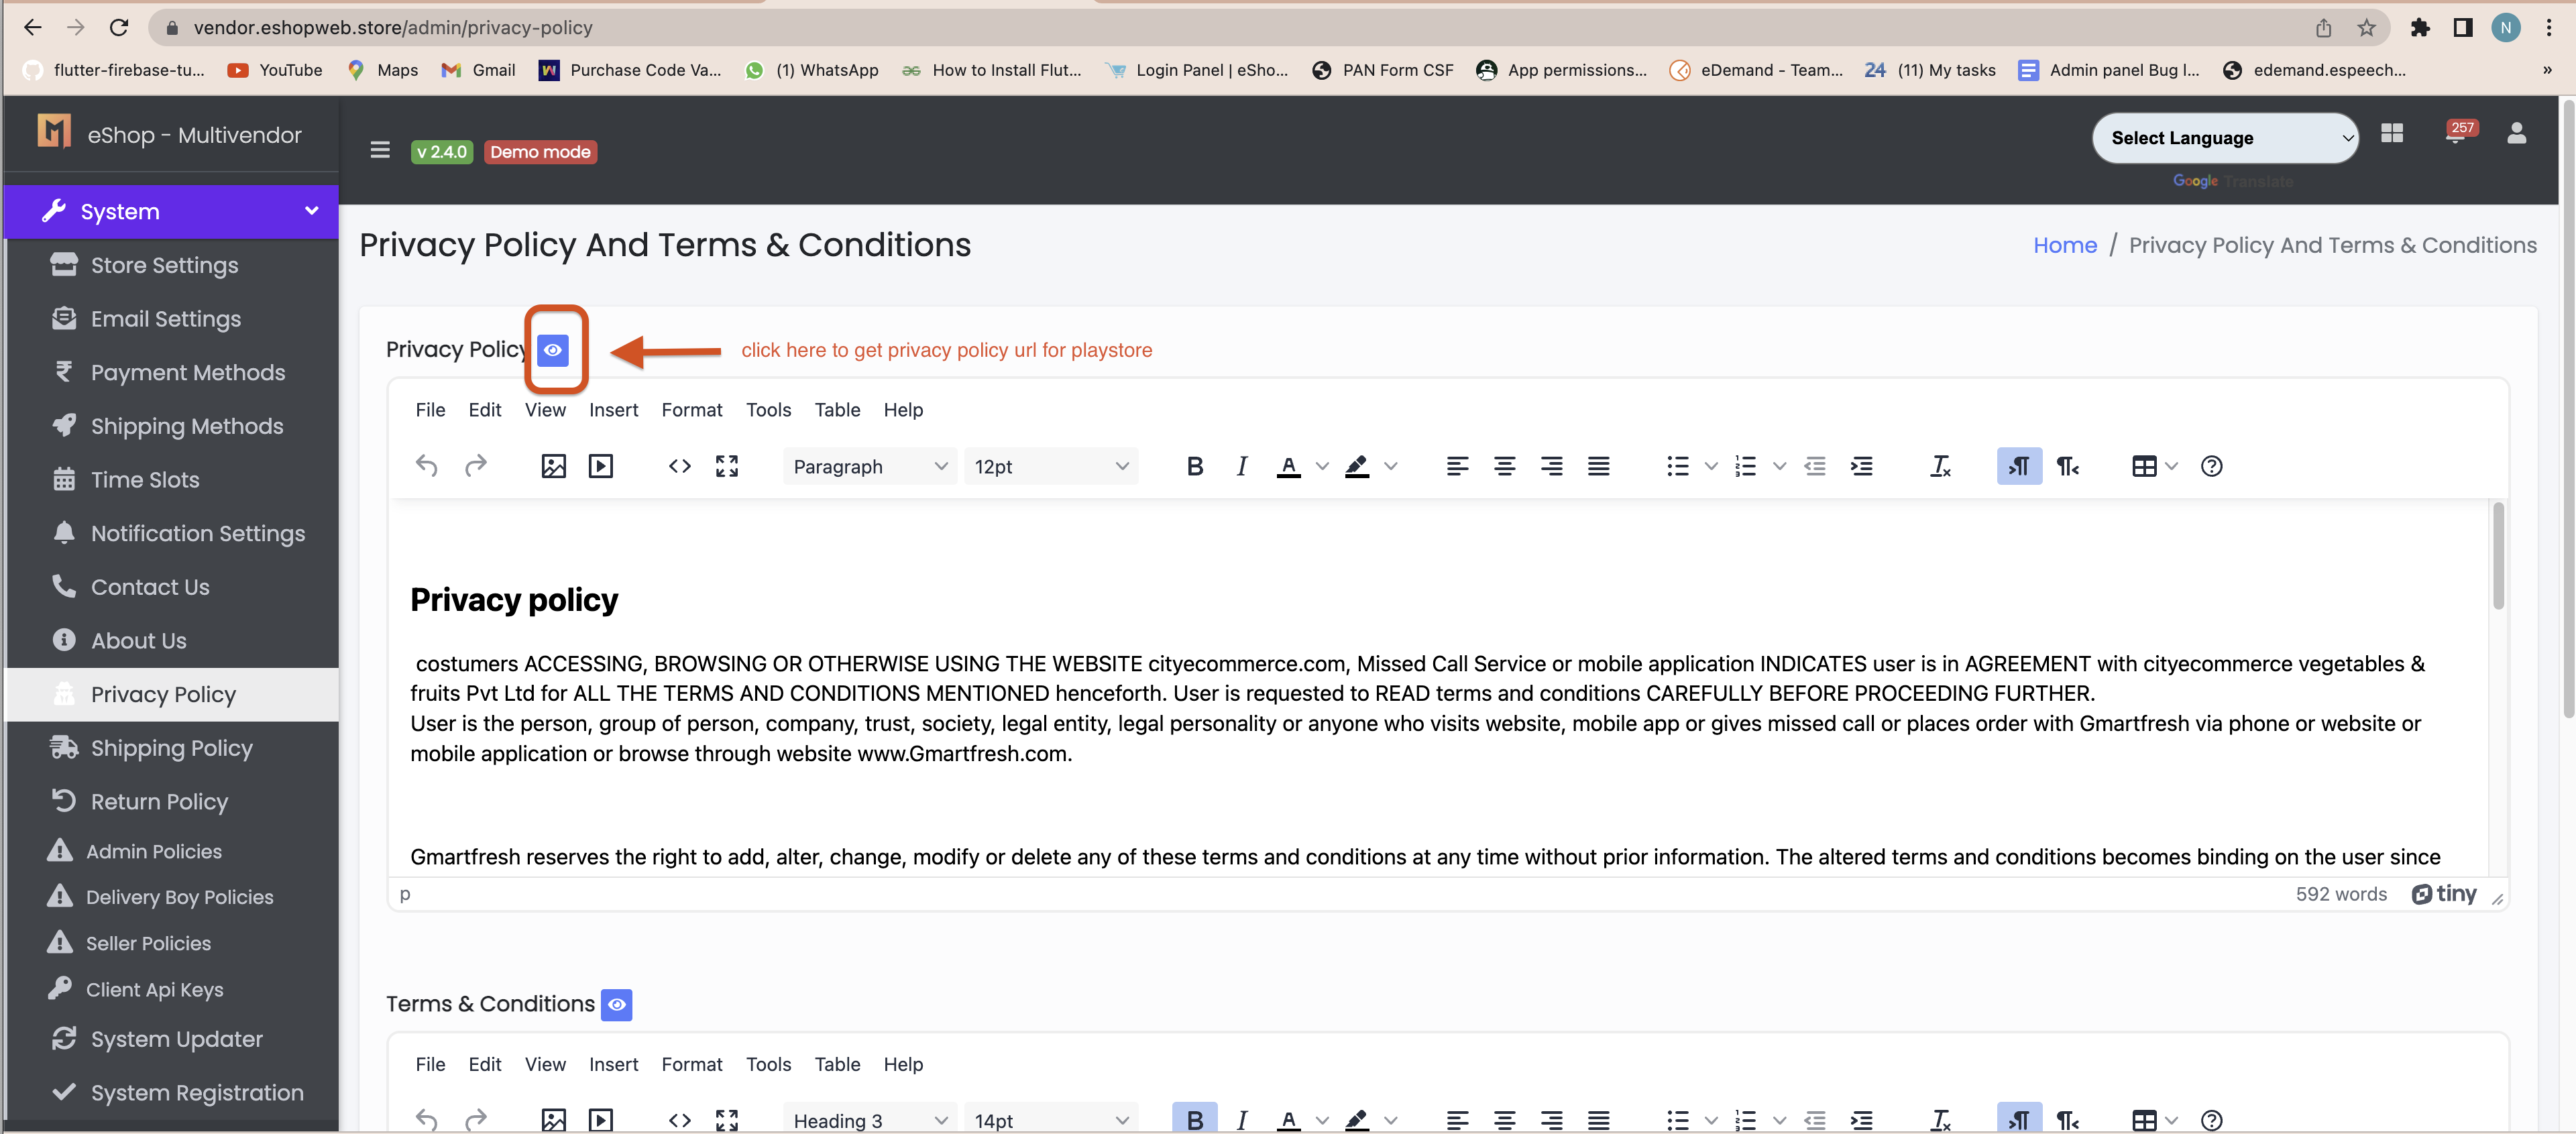 vendor.eshopweb.store/admin/privacy-policy
N
flutter-firebase-tu... YouTube Maps Gmail W Purchase Code Va... (1) WhatsApp How to Install Flut... Login Panel | eSho... PAN Form CSF App permissions... eDemand - Team... 24 (11) My tasks Admin panel Bug l... edemand.espeech... »
eShop - Multivendor
v 2.4.0 Demo mode
Select Language
257
Google Translate
System
Store Settings
Email Settings
Payment Methods
Shipping Methods
Time Slots
Notification Settings
Contact Us
About Us
Privacy Policy
Shipping Policy
Return Policy
Admin Policies
Delivery Boy Policies
Seller Policies
Client Api Keys
System Updater
System Registration
Privacy Policy And Terms & Conditions
Home / Privacy Policy And Terms & Conditions
Privacy Policy
click here to get privacy policy url for playstore
File Edit View Insert Format Tools Table Help
Paragraph 12pt
Privacy policy
costumers ACCESSING, BROWSING OR OTHERWISE USING THE WEBSITE cityecommerce.com, Missed Call Service or mobile application INDICATES user is in AGREEMENT with cityecommerce vegetables &
fruits Pvt Ltd for ALL THE TERMS AND CONDITIONS MENTIONED henceforth. User is requested to READ terms and conditions CAREFULLY BEFORE PROCEEDING FURTHER.
User is the person, group of person, company, trust, society, legal entity, legal personality or anyone who visits website, mobile app or gives missed call or places order with Gmartfresh via phone or website or
mobile application or browse through website www.Gmartfresh.com.
Gmartfresh reserves the right to add, alter, change, modify or delete any of these terms and conditions at any time without prior information. The altered terms and conditions becomes binding on the user since
p
592 words tiny
Terms & Conditions
File Edit View Insert Format Tools Table Help
Heading 3 14pt